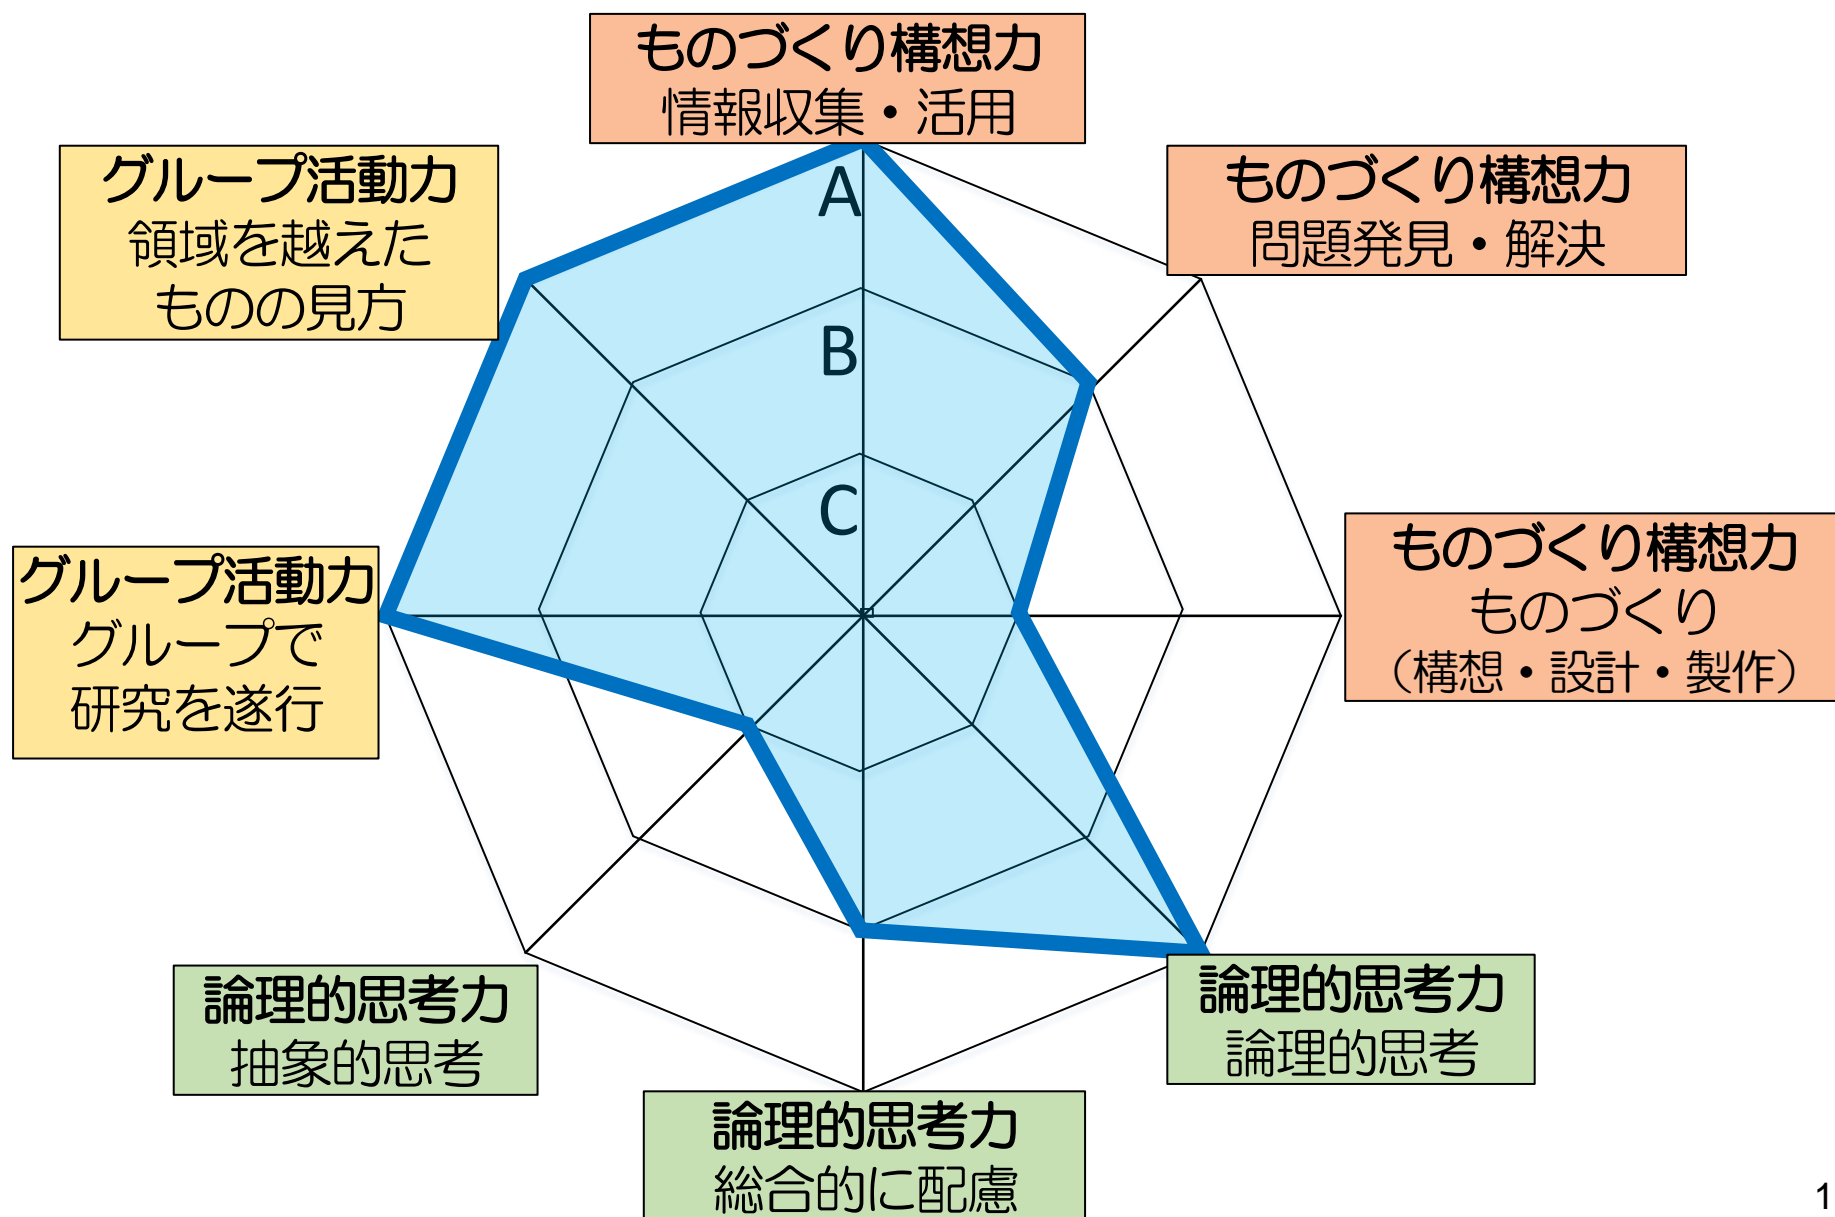 ものづくり構想力
情報収集・活用
グループ活動力
領域を越えた
ものの見方
ものづくり構想力
問題発見・解決
A
B
C
グループ活動力
グループで
研究を遂行
ものづくり構想力
ものづくり
（構想・設計・製作）
論理的思考力
抽象的思考
論理的思考力
論理的思考
論理的思考力
総合的に配慮
1